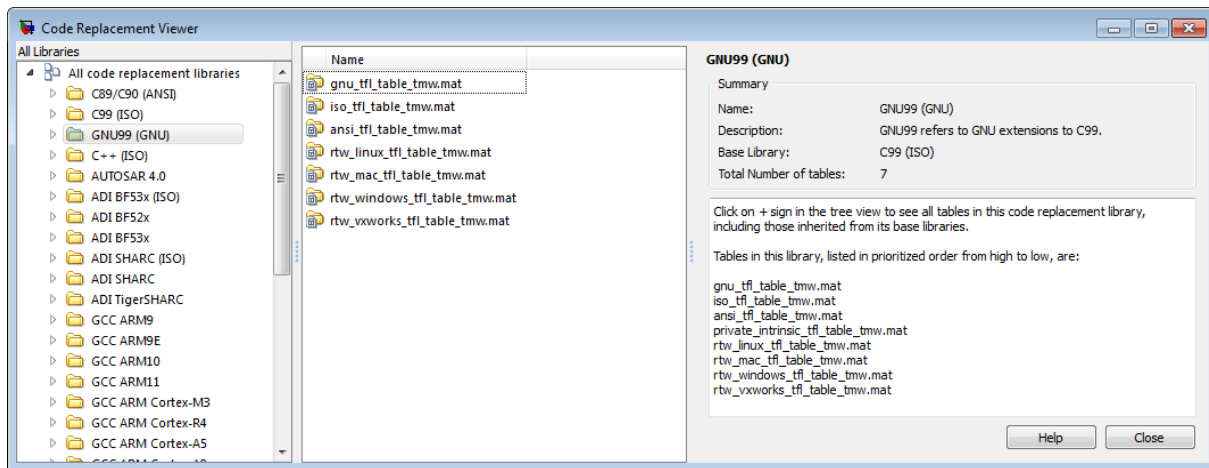 Code Replacement Viewer
All Libraries
All code replacement libraries
C89/C90 (ANSI)
C99 (ISO)
GNU99 (GNU)
C++ (ISO)
AUTOSAR 4.0
ADI BF53x (ISO)
ADI BF52x
ADI BF53x
ADI SHARC (ISO)
ADI SHARC
ADI TigerSHARC
GCC ARM9
GCC ARM9E
GCC ARM10
GCC ARM11
GCC ARM Cortex-M3
GCC ARM Cortex-R4
GCC ARM Cortex-A5
Name
gnu_tfl_table_tmw.mat
iso_tfl_table_tmw.mat
ansi_tfl_table_tmw.mat
rtw_linux_tfl_table_tmw.mat
rtw_mac_tfl_table_tmw.mat
rtw_windows_tfl_table_tmw.mat
rtw_vxworks_tfl_table_tmw.mat
GNU99 (GNU)
Summary
Name: GNU99 (GNU)
Description: GNU99 refers to GNU extensions to C99.
Base Library: C99 (ISO)
Total Number of tables: 7
Click on + sign in the tree view to see all tables in this code replacement library,
including those inherited from its base libraries.
Tables in this library, listed in prioritized order from high to low, are:
gnu_tfl_table_tmw.mat
iso_tfl_table_tmw.mat
ansi_tfl_table_tmw.mat
private_intrinsic_tfl_table_tmw.mat
rtw_linux_tfl_table_tmw.mat
rtw_mac_tfl_table_tmw.mat
rtw_windows_tfl_table_tmw.mat
rtw_vxworks_tfl_table_tmw.mat
Help
Close